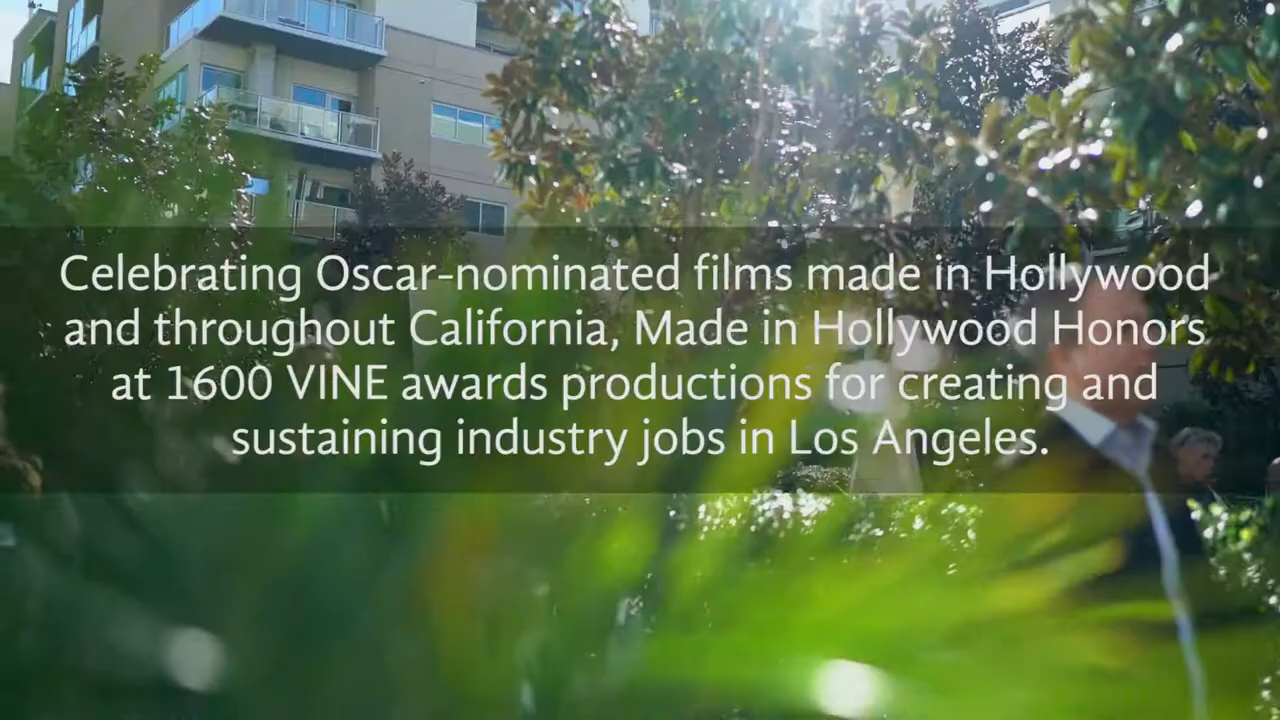 Celebrating Oscar-nominated films made in Hollywood
and throughout California, Made in Hollywood Honors
at 1600 VINE awards productions for creating and
sustaining industry jobs in Los Angeles.